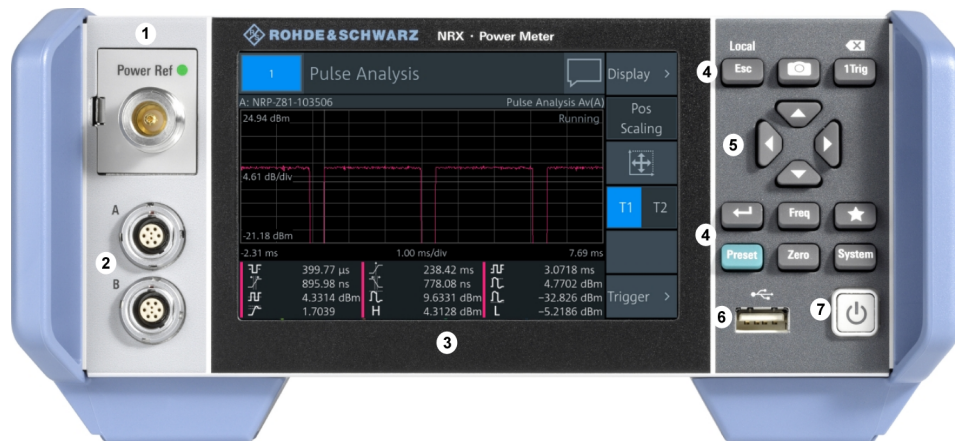 1
Power Ref
A
2
B
ROHDE&SCHWARZ NRX · Power Meter
1 Pulse Analysis
Display >
A: NRP-Z81-103506 Pulse Analysis Av(A)
24.94 dBm Running
4.61 dB/div
-21.18 dBm
-2.31 ms 1.00 ms/div 7.69 ms
399.77 µs 238.42 ms 3.0718 ms
895.98 ns 778.08 ns 4.7702 dBm
4.3314 dBm 9.6331 dBm −32.826 dBm
1.7039 H 4.3128 dBm L −5.2186 dBm
Pos
Scaling
T1 T2
Trigger >
3
Local
4 Esc 1Trig
5
Freq
4
Preset Zero System
6
7